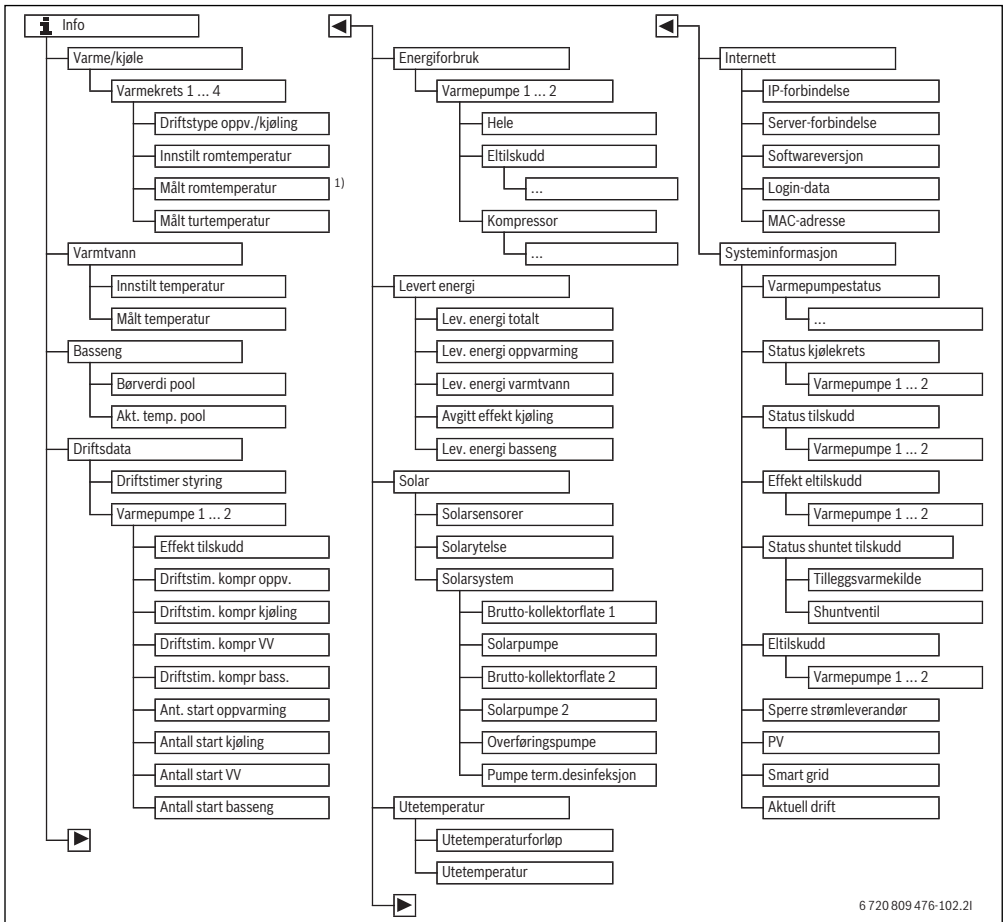 Info
Varme/kjøle
Varmekrets 1 ... 4
Driftstype oppv./kjøling
Innstilt romtemperatur
Målt romtemperatur 1)
Målt turtemperatur
Varmtvann
Innstilt temperatur
Målt temperatur
Basseng
Børverdi pool
Akt. temp. pool
Driftsdata
Driftstimer styring
Varmepumpe 1 ... 2
Effekt tilskudd
Driftstim. kompr oppv.
Driftstim. kompr kjøling
Driftstim. kompr VV
Driftstim. kompr bass.
Ant. start oppvarming
Antall start kjøling
Antall start VV
Antall start basseng
Energiforbruk
Varmepumpe 1 ... 2
Hele
Eltilskudd
...
Kompressor
...
Levert energi
Lev. energi totalt
Lev. energi oppvarming
Lev. energi varmtvann
Avgitt effekt kjøling
Lev. energi basseng
Solar
Solarsensorer
Solarytelse
Solarsystem
Brutto-kollektorflate 1
Solarpumpe
Brutto-kollektorflate 2
Solarpumpe 2
Overføringspumpe
Pumpe term.desinfeksjon
Utetemperatur
Utetemperaturforløp
Utetemperatur
Internett
IP-forbindelse
Server-forbindelse
Softwareversjon
Login-data
MAC-adresse
Systeminformasjon
Varmepumpestatus
...
Status kjølekrets
Varmepumpe 1 ... 2
Status tilskudd
Varmepumpe 1 ... 2
Effekt eltilskudd
Varmepumpe 1 ... 2
Status shuntet tilskudd
Tilleggsvarmekilde
Shuntventil
Eltilskudd
Varmepumpe 1 ... 2
Sperre strømleverandør
PV
Smart grid
Aktuell drift
6 720 809 476-102.2I